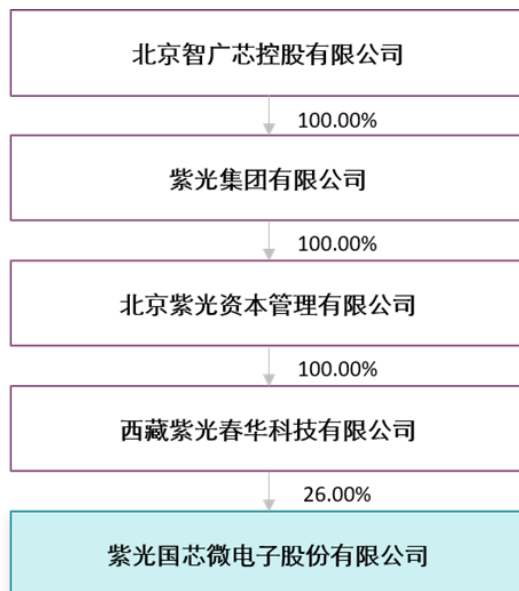 北京智广芯控股有限公司
100.00%
紫光集团有限公司
100.00%
北京紫光资本管理有限公司
100.00%
西藏紫光春华科技有限公司
26.00%
紫光国芯微电子股份有限公司